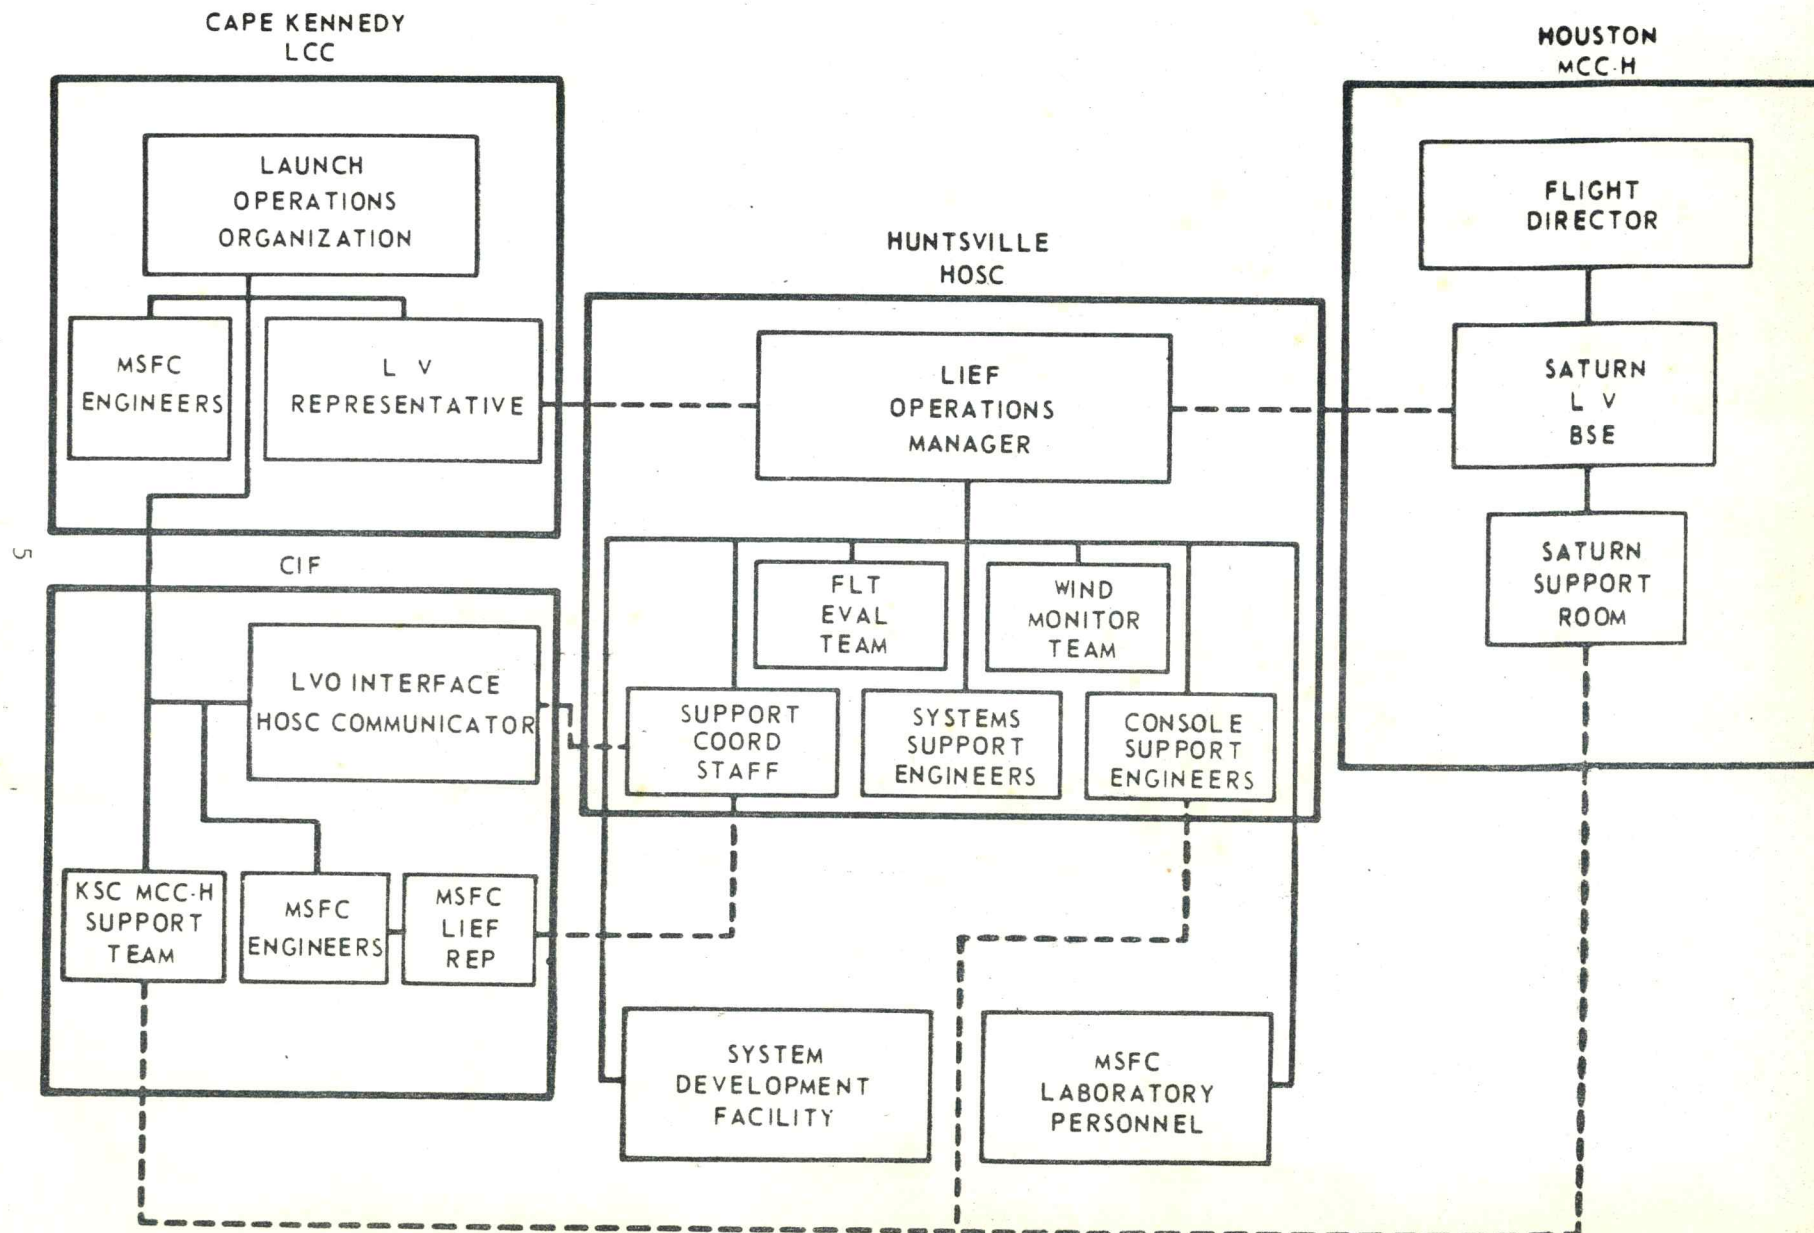 CAPE KENNEDY
LCC
LAUNCH
OPERATIONS
ORGANIZATION
MSFC
ENGINEERS
L V
REPRESENTATIVE
HUNTSVILLE
HOSC
LIEF
OPERATIONS
MANAGER
HOUSTON
MCC-H
FLIGHT
DIRECTOR
SATURN
L V
BSE
SATURN
SUPPORT
ROOM
5
CIF
LVO INTERFACE
HOSC COMMUNICATOR
KSC MCC-H
SUPPORT
TEAM
MSFC
ENGINEERS
MSFC
LIEF
REP
FLT
EVAL
TEAM
WIND
MONITOR
TEAM
SUPPORT
COORD
STAFF
SYSTEMS
SUPPORT
ENGINEERS
CONSOLE
SUPPORT
ENGINEERS
SYSTEM
DEVELOPMENT
FACILITY
MSFC
LABORATORY
PERSONNEL